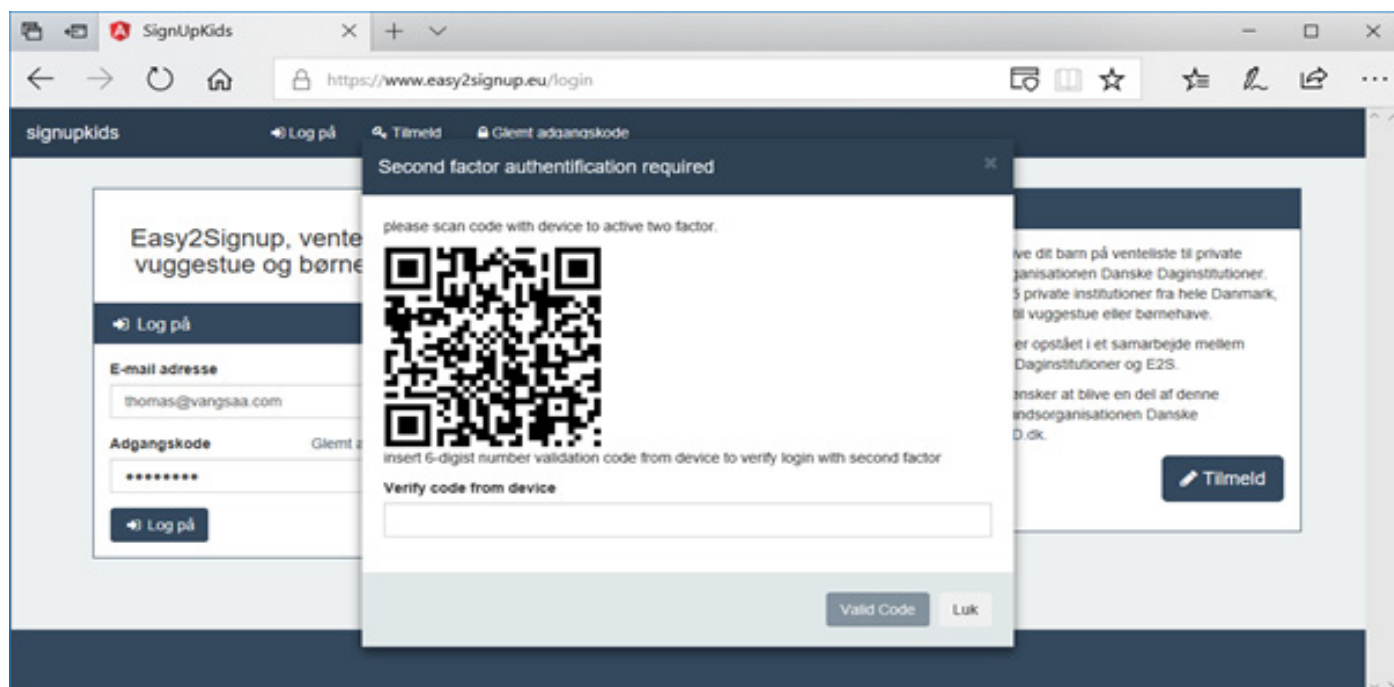 SignUpKids
https://www.easy2signup.eu/login
signupkids
Log på
Tilmeld
Glemt adgangskode
Second factor authentification required
please scan code with device to active two factor.
insert 6-digist number validation code from device to verify login with second factor
Verify code from device
Valid Code
Luk
Easy2Signup, vente
vuggestue og børne
Log på
E-mail adresse
thomas@vangsaa.com
Adgangskode
Glemt a
Log på
ve dit barn på venteliste til private
ganisationen Danske Daginstitutioner.
5 private institutioner fra hele Danmark,
til vuggestue eller børnehave.
er opstået i et samarbejde mellem
Daginstitutioner og E2S.
ønsker at blive en del af denne
andsorganisationen Danske
D.dk.
Tilmeld